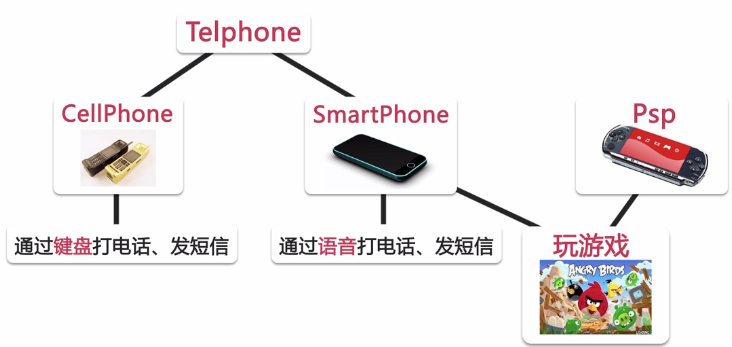 Telphone
CellPhone
SmartPhone
Psp
通过键盘打电话、发短信
通过语音打电话、发短信
玩游戏
ANGRY BIRDS